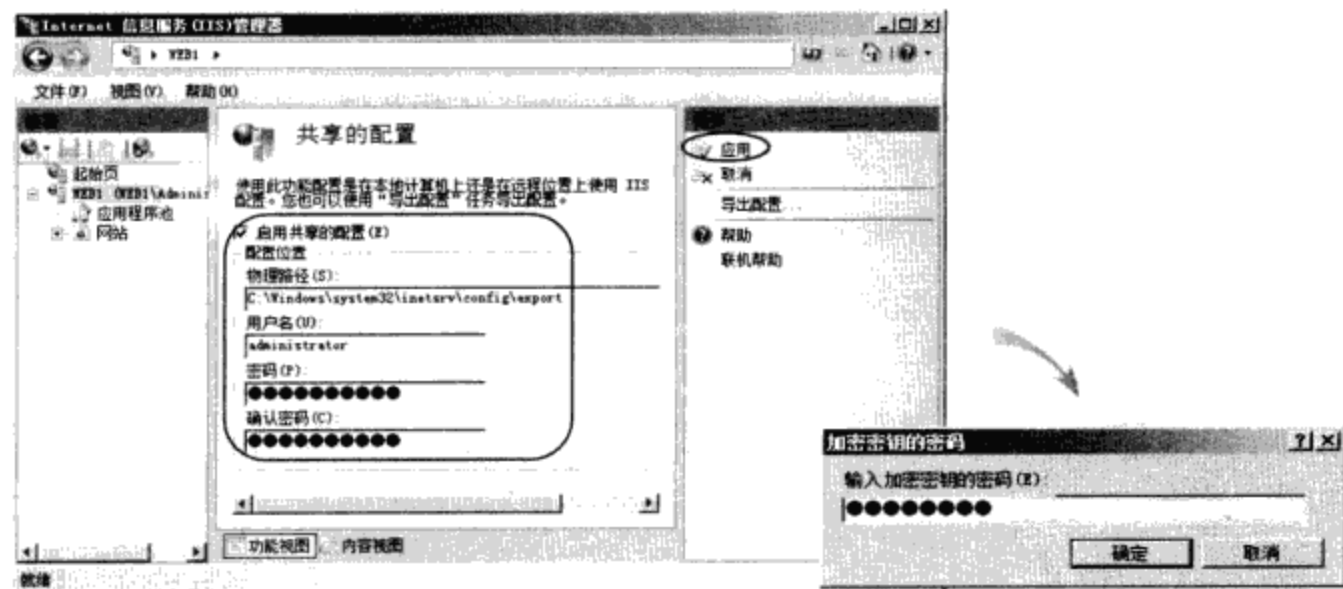 Internet 信息服务(IIS)管理器
WEB1
文件(F) 视图(V) 帮助(H)
起始页
WEB1 (WEB1\Adminis
应用程序池
网站
共享的配置
使用此功能配置是在本地计算机上还是在远程位置上使用 IIS
配置。您也可以使用“导出配置”任务导出配置。
启用共享的配置(E)
配置位置
物理路径(S):
C:\Windows\system32\inetsrv\config\export
用户名(U):
administrator
密码(P):
●●●●●●●●●●
确认密码(C):
●●●●●●●●●●
功能视图 内容视图
就绪
应用
取消
导出配置...
帮助
联机帮助
加密密钥的密码
输入加密密钥的密码(E)
●●●●●●●●
确定 取消